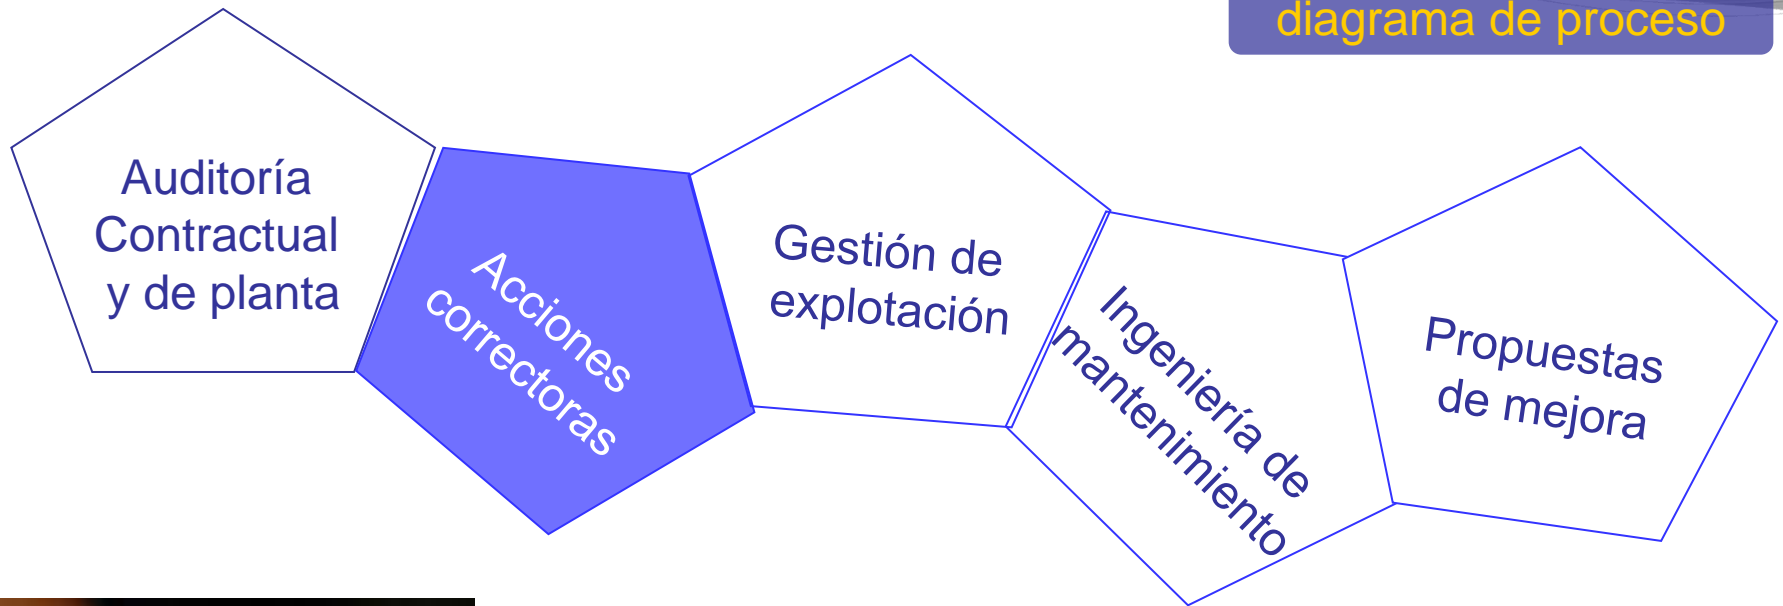 diagrama de proceso
Auditoría
Contractual
y de planta
Acciones
correctoras
Gestión de
explotación
Ingeniería de
mantenimiento
Propuestas
de mejora